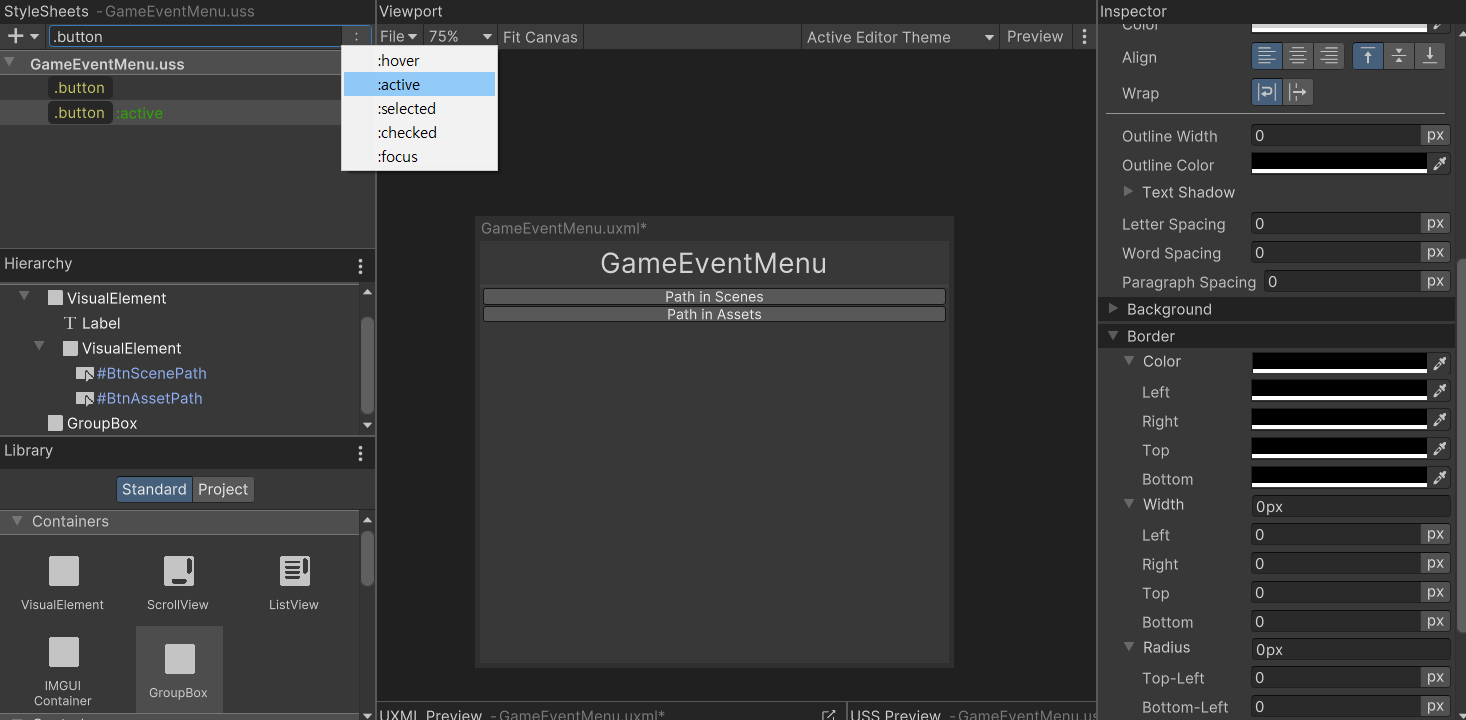 StyleSheets - GameEventMenu.uss
.button
:
GameEventMenu.uss
.button
.button :active
:hover
:active
:selected
:checked
:focus
Hierarchy
VisualElement
Label
VisualElement
#BtnScenePath
#BtnAssetPath
GroupBox
Library
Standard Project
Containers
VisualElement
ScrollView
ListView
IMGUI
Container
GroupBox
Viewport
File 75% Fit Canvas Active Editor Theme Preview
GameEventMenu.uxml*
GameEventMenu
Path in Scenes
Path in Assets
UXML Preview - GameEventMenu.uxml*
USS Preview - GameEventMenu.us
Inspector
Color
Align
Wrap
Outline Width 0 px
Outline Color
Text Shadow
Letter Spacing 0 px
Word Spacing 0 px
Paragraph Spacing 0 px
Background
Border
Color
Left
Right
Top
Bottom
Width 0px
Left 0 px
Right 0 px
Top 0 px
Bottom 0 px
Radius 0px
Top-Left 0 px
Bottom-Left 0 px